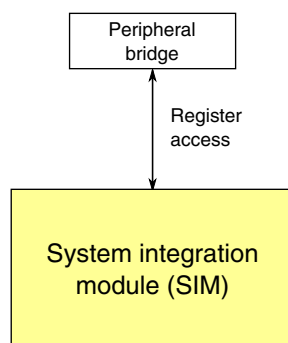 Peripheral
bridge
Register
access
System integration
module (SIM)